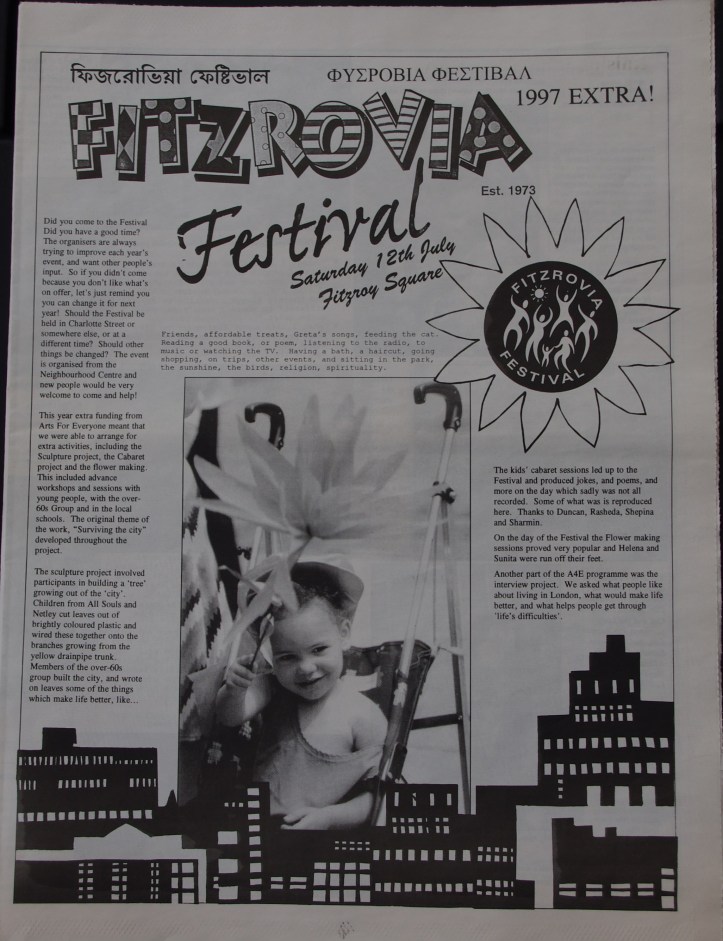 ফিজরোভিয়া ফেষ্টিভাল
ΦΥΣΡΟΒΙΑ ΦΕΣΤΙΒΑΛ
1997 EXTRA!
FITZROVIA
Est. 1973
Festival
Saturday 12th July
Fitzroy Square
FITZROVIA
FESTIVAL
Did you come to the Festival
Did you have a good time?
The organisers are always
trying to improve each year's
event, and want other people's
input. So if you didn't come
because you don't like what's
on offer, let's just remind you
you can change it for next
year! Should the Festival be
held in Charlotte Street or
somewhere else, or at a
different time? Should other
things be changed? The event
is organised from the
Neighbourhood Centre and
new people would be very
welcome to come and help!
This year extra funding from
Arts For Everyone meant that
we were able to arrange for
extra activities, including the
Sculpture project, the Cabaret
project and the flower making.
This included advance
workshops and sessions with
young people, with the over-
60s Group and in the local
schools. The original theme of
the work, "Surviving the city"
developed throughout the
project.
The sculpture project involved
participants in building a 'tree'
growing out of the 'city'.
Children from All Souls and
Netley cut leaves out of
brightly coloured plastic and
wired these together onto the
branches growing from the
yellow drainpipe trunk.
Members of the over-60s
group built the city, and wrote
on leaves some of the things
which make life better, like...
Friends, affordable treats, Greta's songs, feeding the cat.
Reading a good book, or poem, listening to the radio, to
music or watching the TV. Having a bath, a haircut, going
shopping, on trips, other events, and sitting in the park,
the sunshine, the birds, religion, spirituality.
The kids' cabaret sessions led up to the
Festival and produced jokes, and poems, and
more on the day which sadly was not all
recorded. Some of what was is reproduced
here. Thanks to Duncan, Rasheda, Shepina
and Sharmin.
On the day of the Festival the Flower making
sessions proved very popular and Helena and
Sunita were run off their feet.
Another part of the A4E programme was the
interview project. We asked what people like
about living in London, what would make life
better, and what helps people get through
'life's difficulties'.